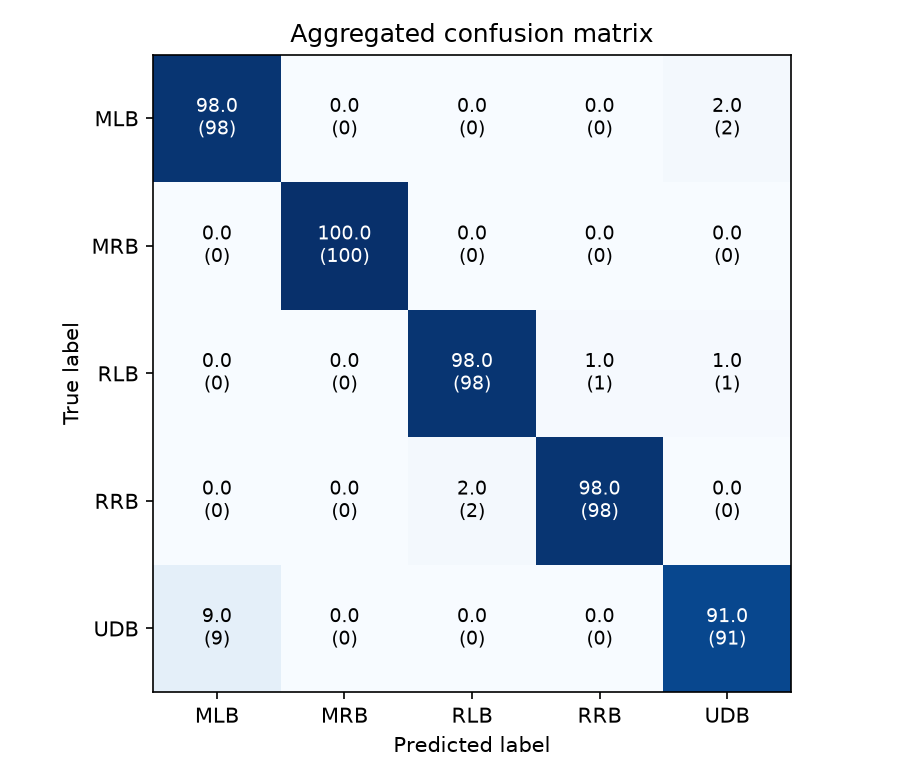 Aggregated confusion matrix
MLB 98.0 0.0 0.0 0.0 2.0
(98) (0) (0) (0) (2)
MRB 0.0 100.0 0.0 0.0 0.0
(0) (100) (0) (0) (0)
RLB 0.0 0.0 98.0 1.0 1.0
(0) (0) (98) (1) (1)
RRB 0.0 0.0 2.0 98.0 0.0
(0) (0) (2) (98) (0)
UDB 9.0 0.0 0.0 0.0 91.0
(9) (0) (0) (0) (91)
True label
MLB MRB RLB RRB UDB
Predicted label